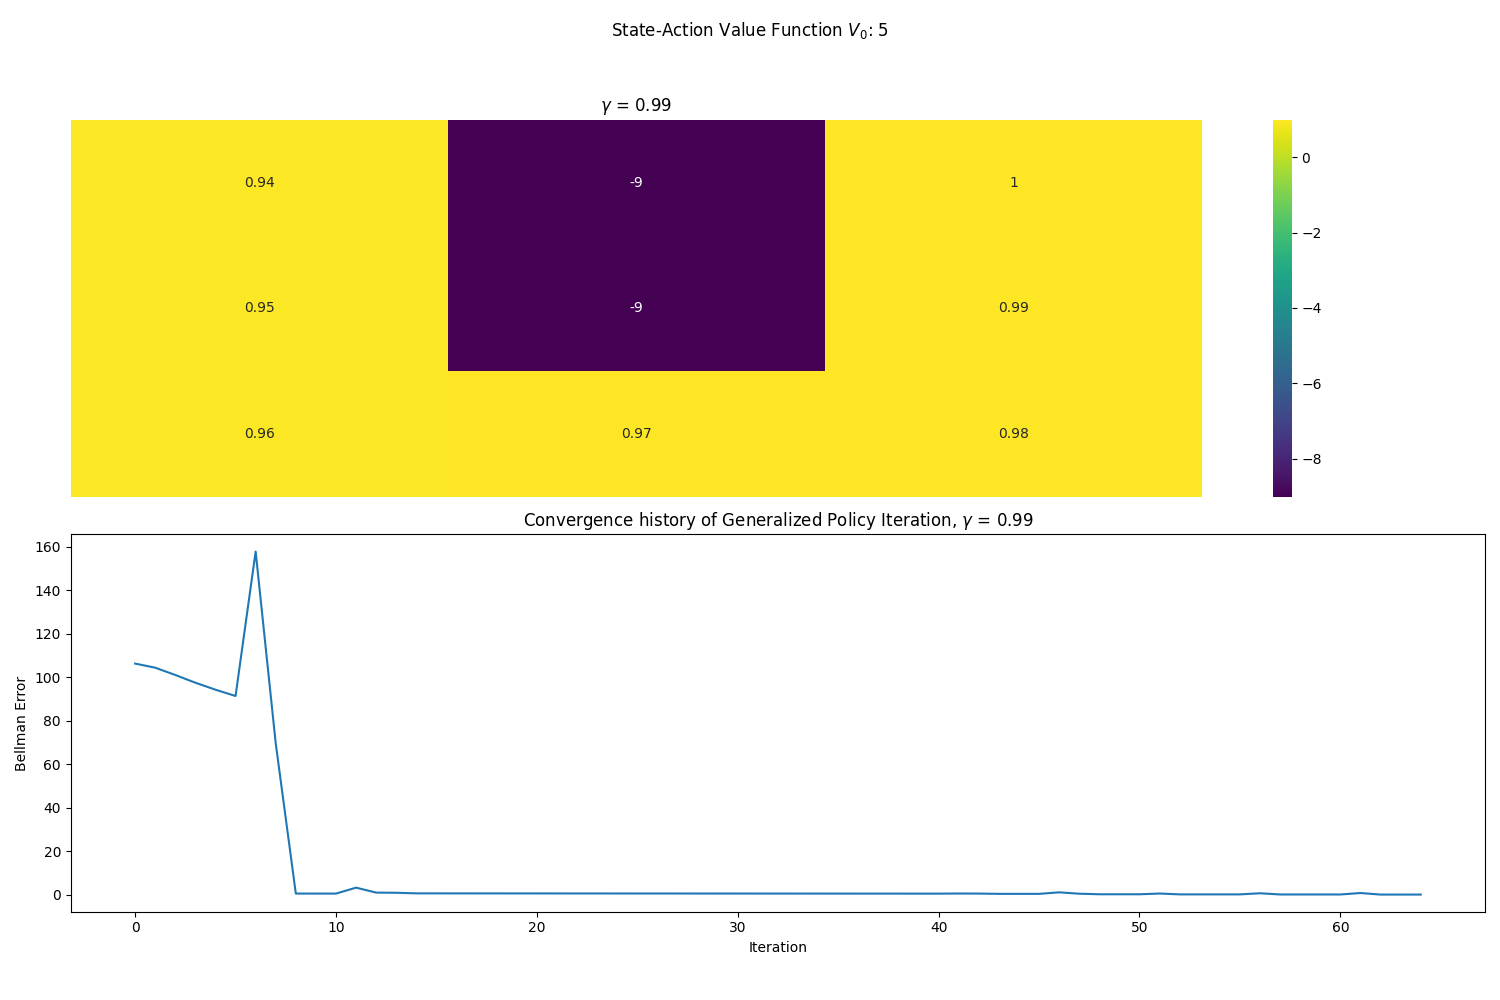 State-Action Value Function $V_0$: 5
γ = 0.99
0.94 -9 1
0.95 -9 0.99
0.96 0.97 0.98
0
−2
−4
−6
−8
Convergence history of Generalized Policy Iteration, γ = 0.99
160
140
120
100
80
60
40
20
0
Bellman Error
0 10 20 30 40 50 60
Iteration